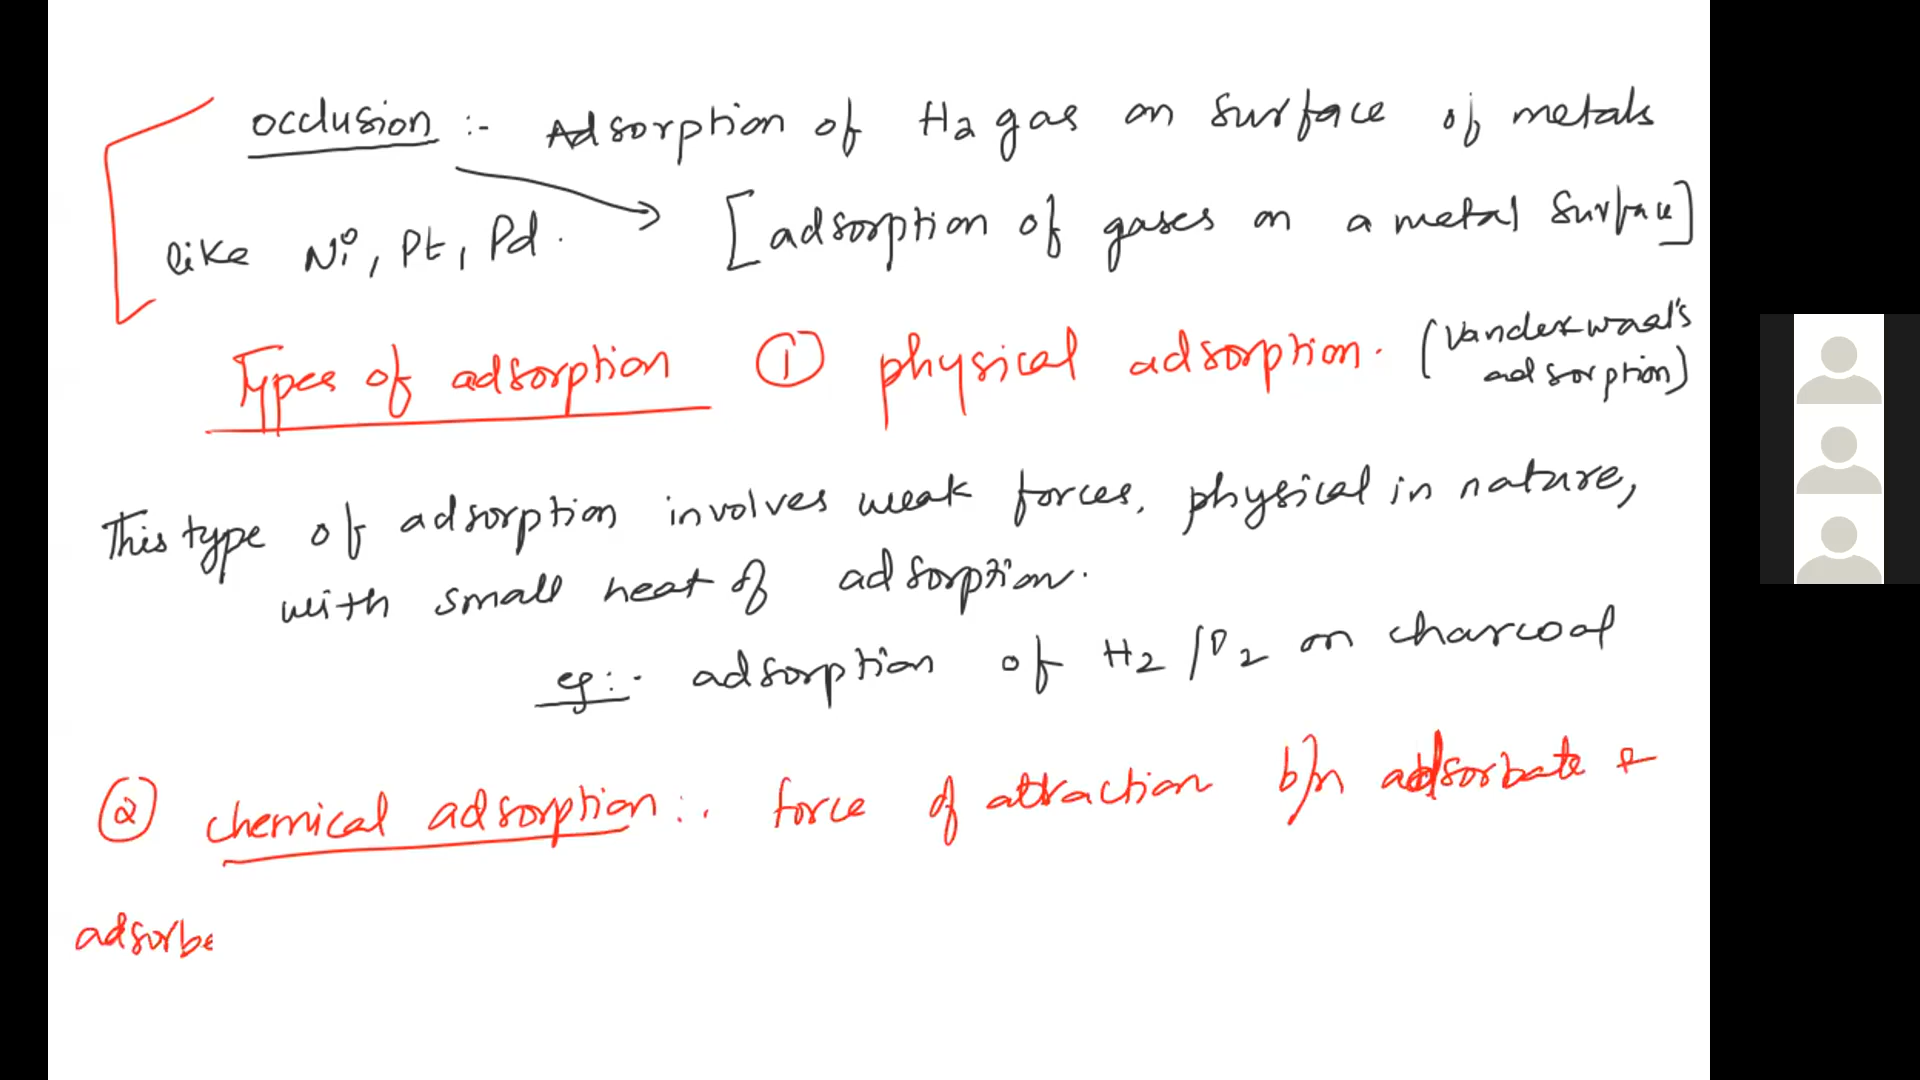 occlusion :- Adsorption of H2 gas on surface of metals
like Ni, Pt, Pd. [adsorption of gases on a metal surface]
Types of adsorption ① physical adsorption. (Vanderwaal's
adsorption)
This type of adsorption involves weak forces, physical in nature,
with small heat of adsorption.
eg:- adsorption of H2/O2 on charcoal
② chemical adsorption :- force of attraction b/n adsorbate &
adsorbe